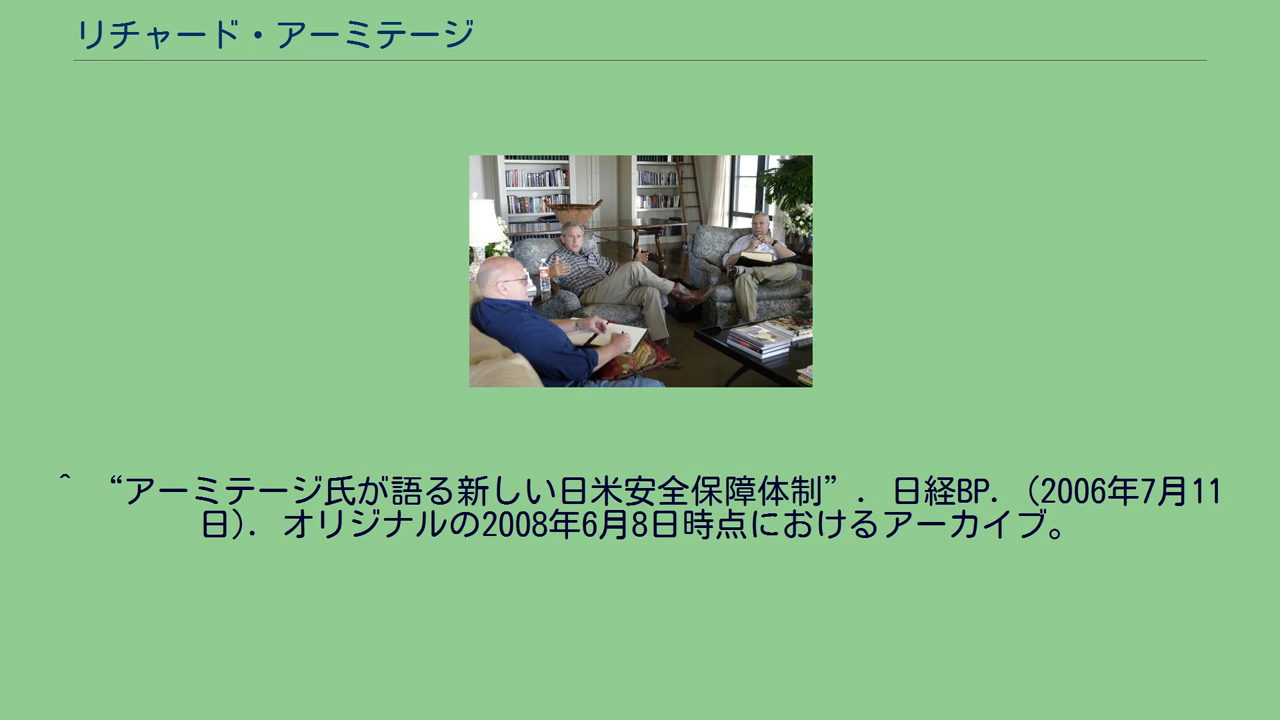 リチャード・アーミテージ
^ “アーミテージ氏が語る新しい日米安全保障体制”. 日経BP. (2006年7月11
日). オリジナルの2008年6月8日時点におけるアーカイブ。